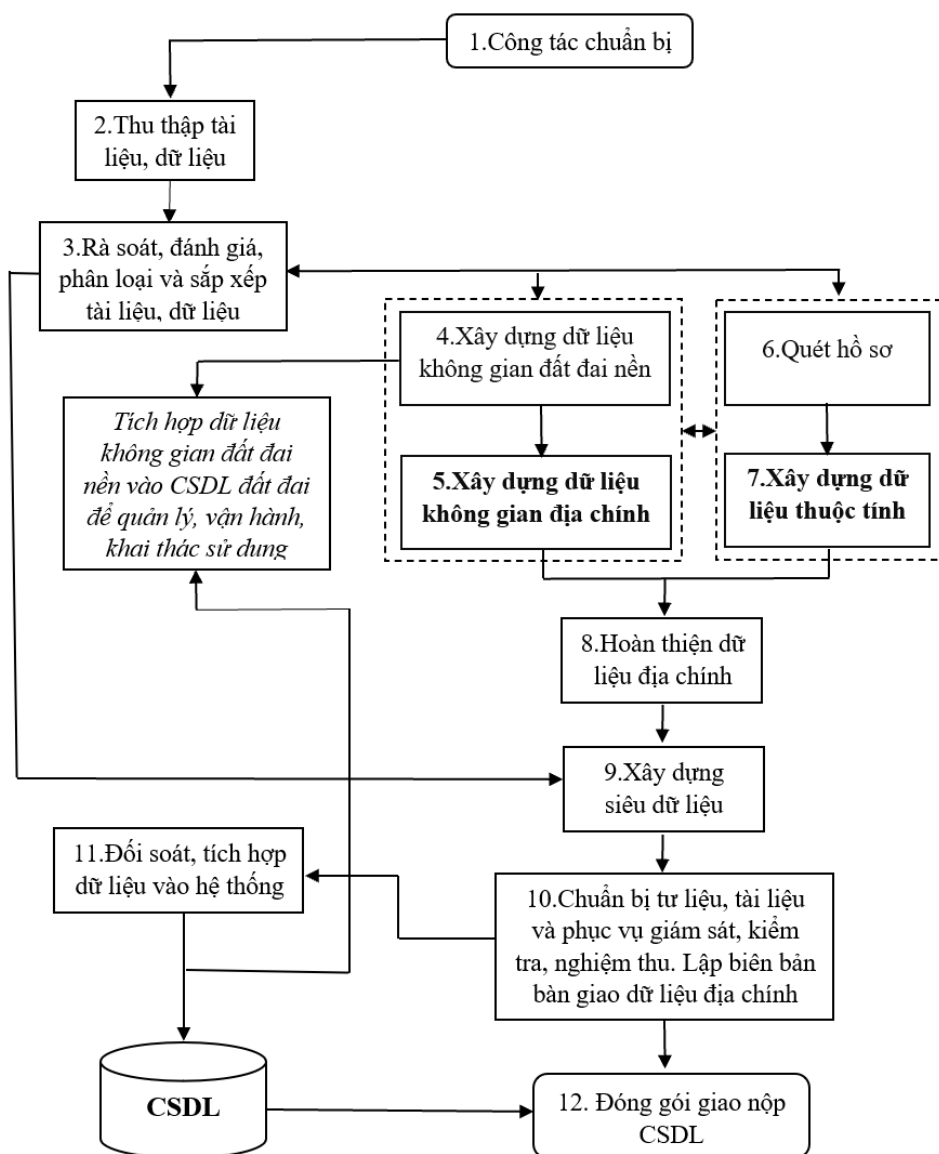 1.Công tác chuẩn bị
2.Thu thập tài
liệu, dữ liệu
3.Rà soát, đánh giá,
phân loại và sắp xếp
tài liệu, dữ liệu
4.Xây dựng dữ liệu
không gian đất đai nền
6.Quét hồ sơ
Tích hợp dữ liệu
không gian đất đai
nền vào CSDL đất đai
để quản lý, vận hành,
khai thác sử dung
5.Xây dựng dữ liệu
không gian địa chính
7.Xây dựng dữ
liệu thuộc tính
8.Hoàn thiện dữ
liệu địa chính
9.Xây dựng
siêu dữ liệu
11.Đối soát, tích hợp
dữ liệu vào hệ thống
10.Chuẩn bị tư liệu, tài liệu
và phục vụ giám sát, kiểm
tra, nghiệm thu. Lập biên bản
bàn giao dữ liệu địa chính
CSDL
12. Đóng gói giao nộp
CSDL